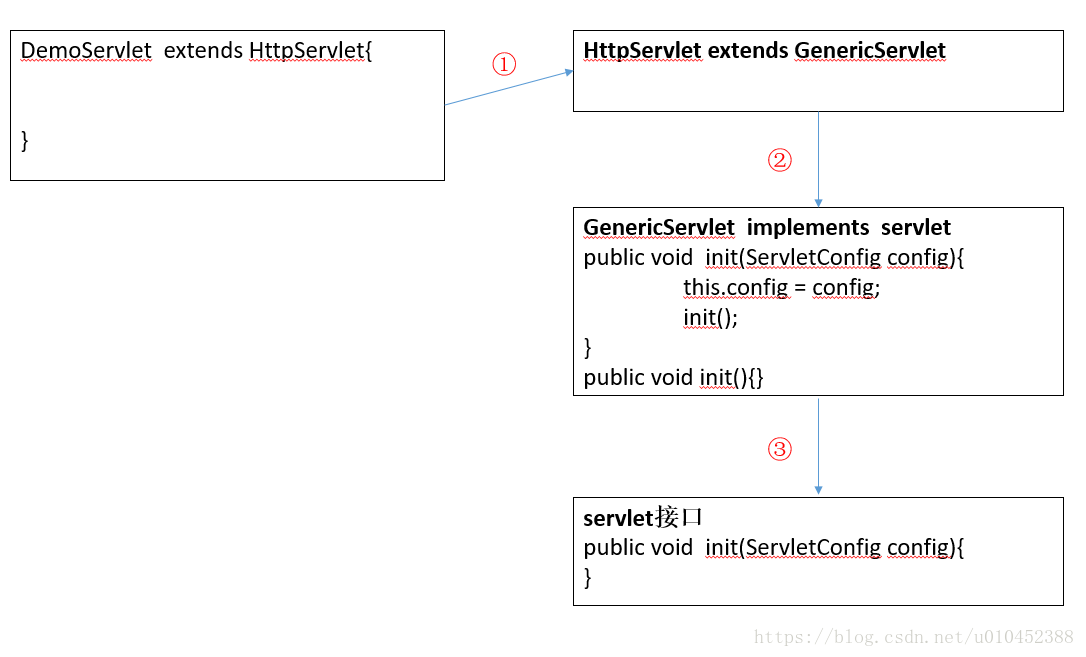 DemoServlet extends HttpServlet{
}
①
HttpServlet extends GenericServlet
②
GenericServlet implements servlet
public void init(ServletConfig config){
this.config = config;
init();
}
public void init(){}
③
servlet接口
public void init(ServletConfig config){
}
https://blog.csdn.net/u010452388